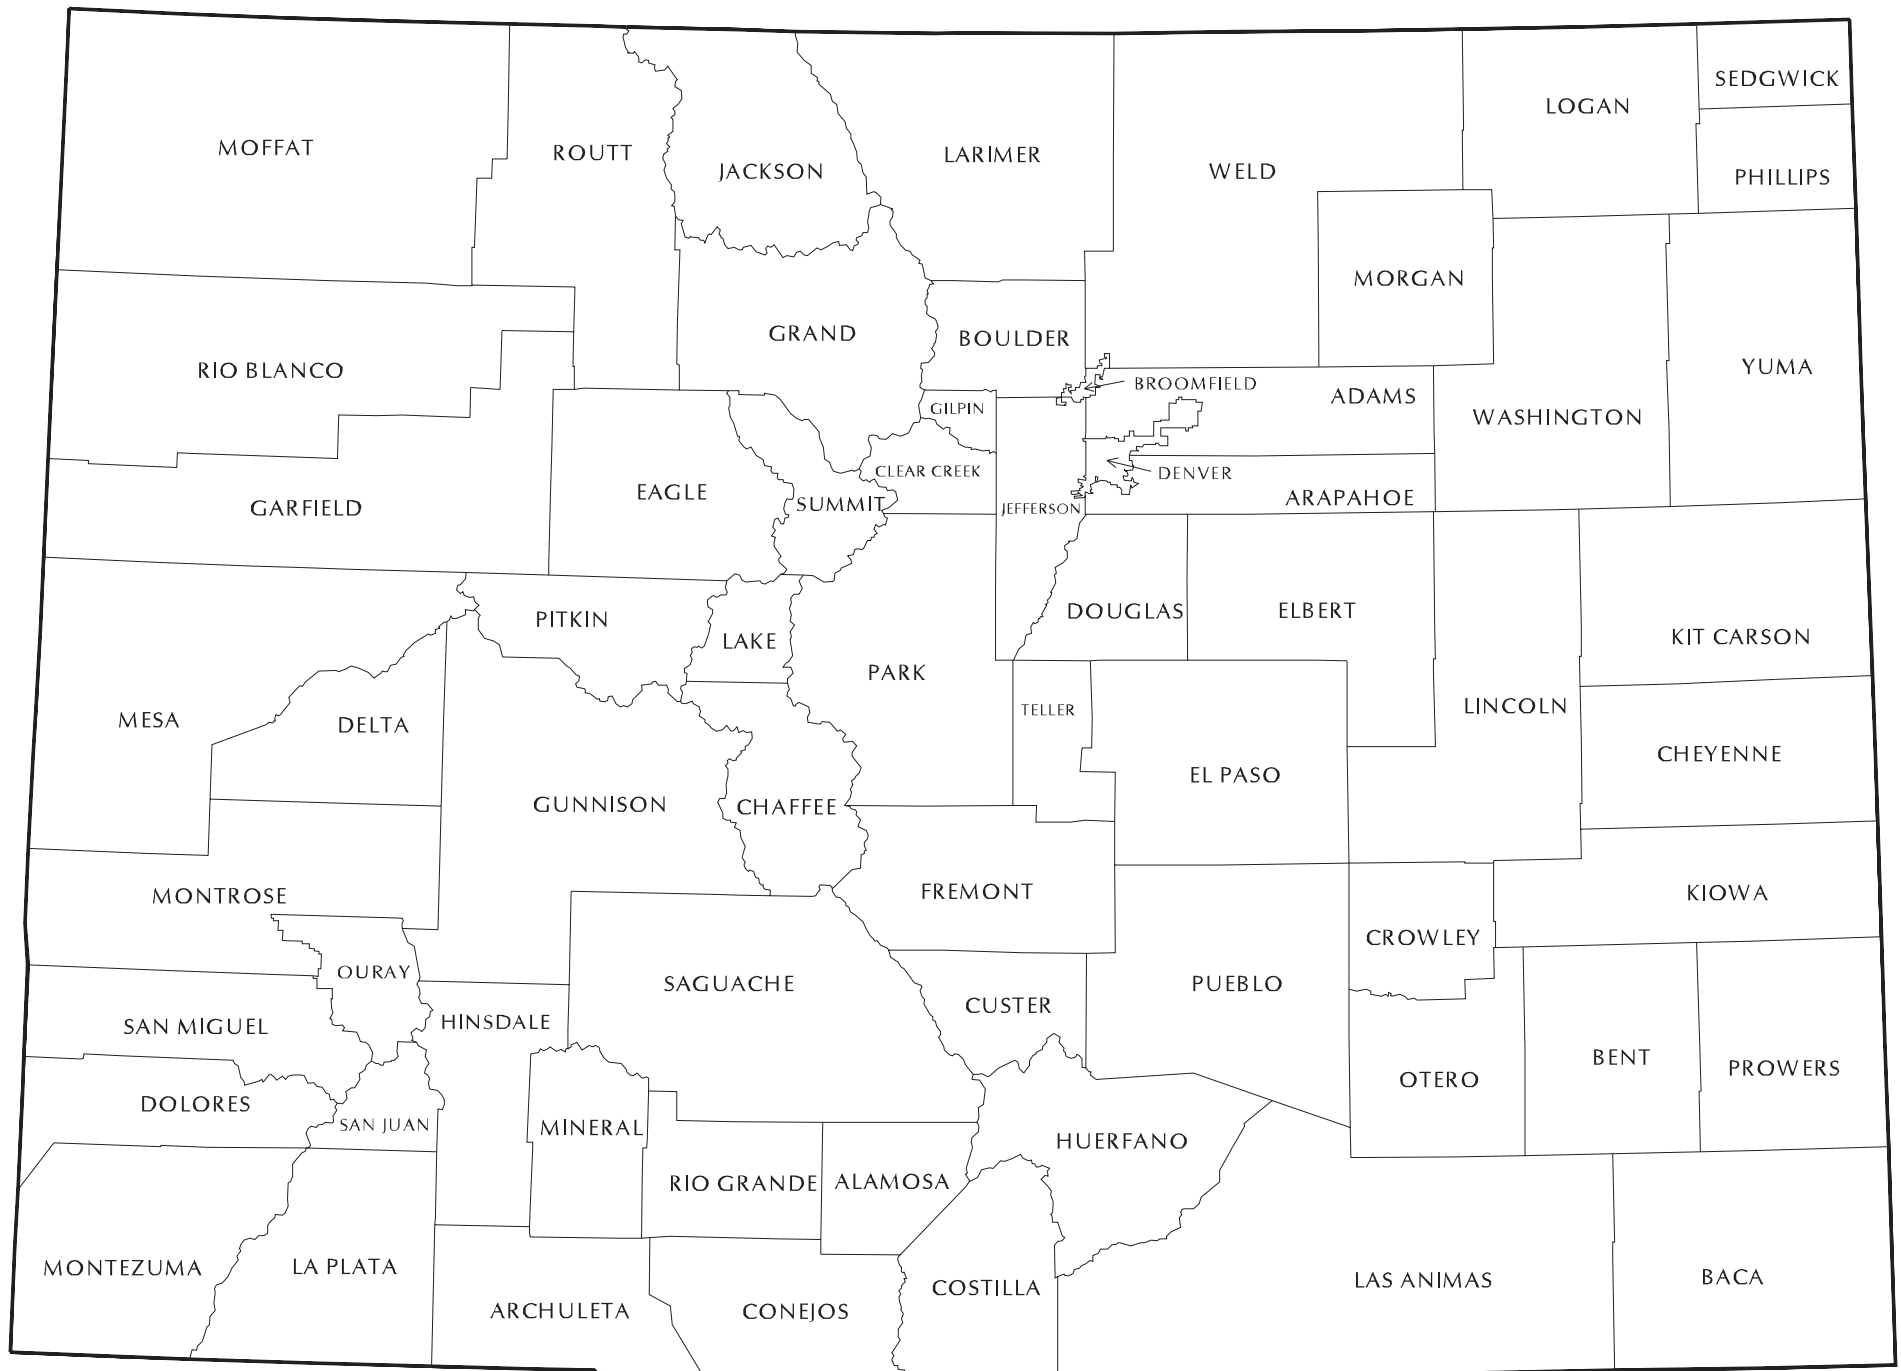 SEDGWICK
LOGAN
MOFFAT
ROUTT
JACKSON
LARIMER
WELD
PHILLIPS
MORGAN
GRAND
BOULDER
RIO BLANCO
YUMA
BROOMFIELD
ADAMS
GILPIN
WASHINGTON
CLEAR CREEK
DENVER
EAGLE
SUMMIT
ARAPAHOE
GARFIELD
JEFFERSON
PITKIN
DOUGLAS
ELBERT
LAKE
KIT CARSON
PARK
LINCOLN
TELLER
MESA
DELTA
CHEYENNE
EL PASO
GUNNISON
CHAFFEE
MONTROSE
FREMONT
KIOWA
CROWLEY
OURAY
SAGUACHE
PUEBLO
CUSTER
SAN MIGUEL
HINSDALE
BENT
PROWERS
OTERO
DOLORES
SAN JUAN
MINERAL
HUERFANO
RIO GRANDE
ALAMOSA
MONTEZUMA
LA PLATA
COSTILLA
LAS ANIMAS
BACA
ARCHULETA
CONEJOS